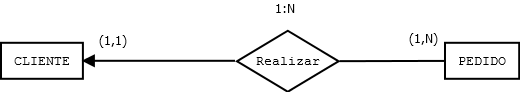 1:N
(1,1)
(1,N)
CLIENTE
Realizar
PEDIDO